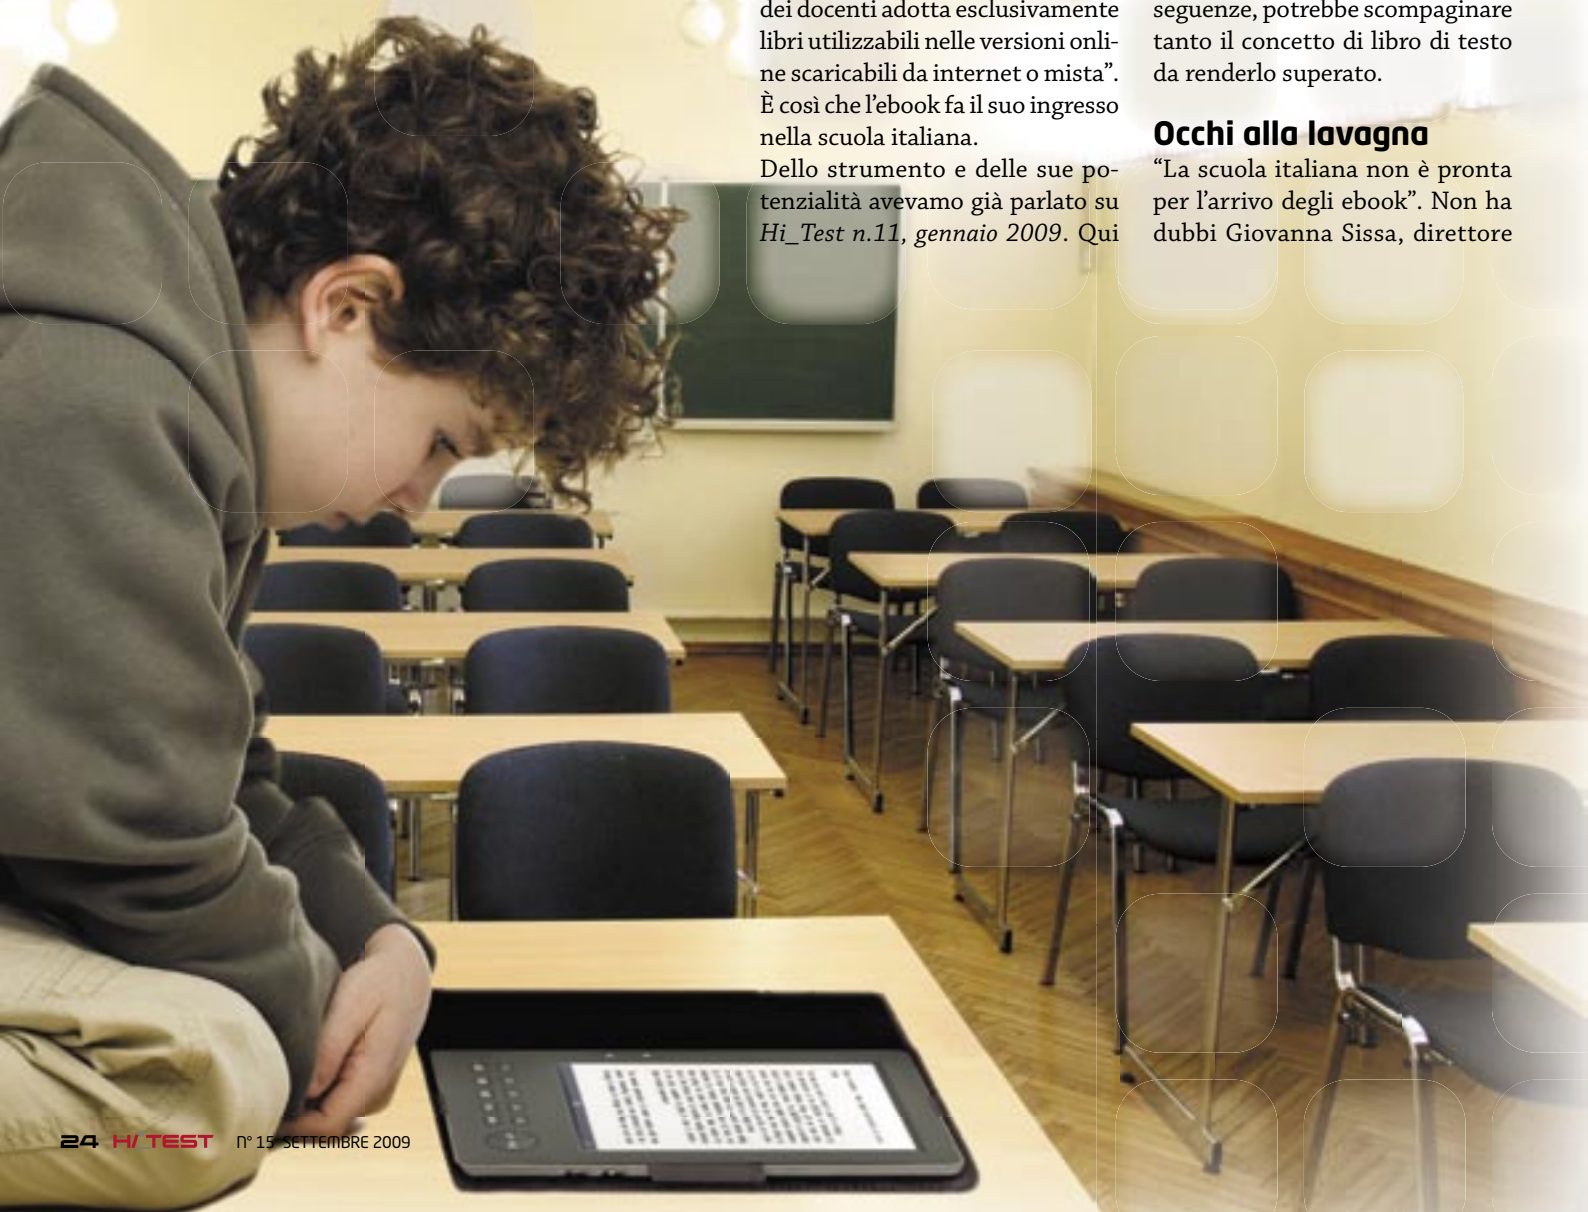 dei docenti adotta esclusivamente
libri utilizzabili nelle versioni onli-
ne scaricabili da internet o mista”.
È così che l’ebook fa il suo ingresso
nella scuola italiana.
Dello strumento e delle sue po-
tenzialità avevamo già parlato su
Hi_Test n.11, gennaio 2009. Qui
seguenze, potrebbe scompaginare
tanto il concetto di libro di testo
da renderlo superato.
Occhi alla lavagna
“La scuola italiana non è pronta
per l’arrivo degli ebook”. Non ha
dubbi Giovanna Sissa, direttore
24 HI_TEST N° 15 SETTEMBRE 2009